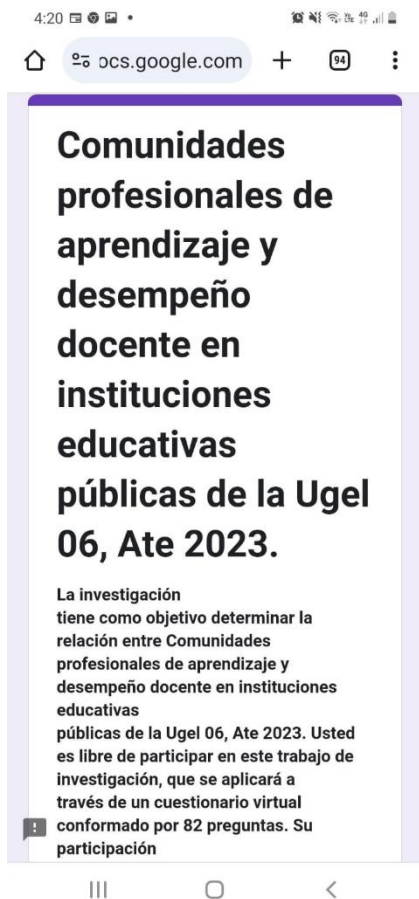 4:20
ocs.google.com
94
Comunidades
profesionales de
aprendizaje y
desempeño
docente en
instituciones
educativas
públicas de la Ugel
06, Ate 2023.
La investigación
tiene como objetivo determinar la
relación entre Comunidades
profesionales de aprendizaje y
desempeño docente en instituciones
educativas
públicas de la Ugel 06, Ate 2023. Usted
es libre de participar en este trabajo de
investigación, que se aplicará a
través de un cuestionario virtual
conformado por 82 preguntas. Su
participación